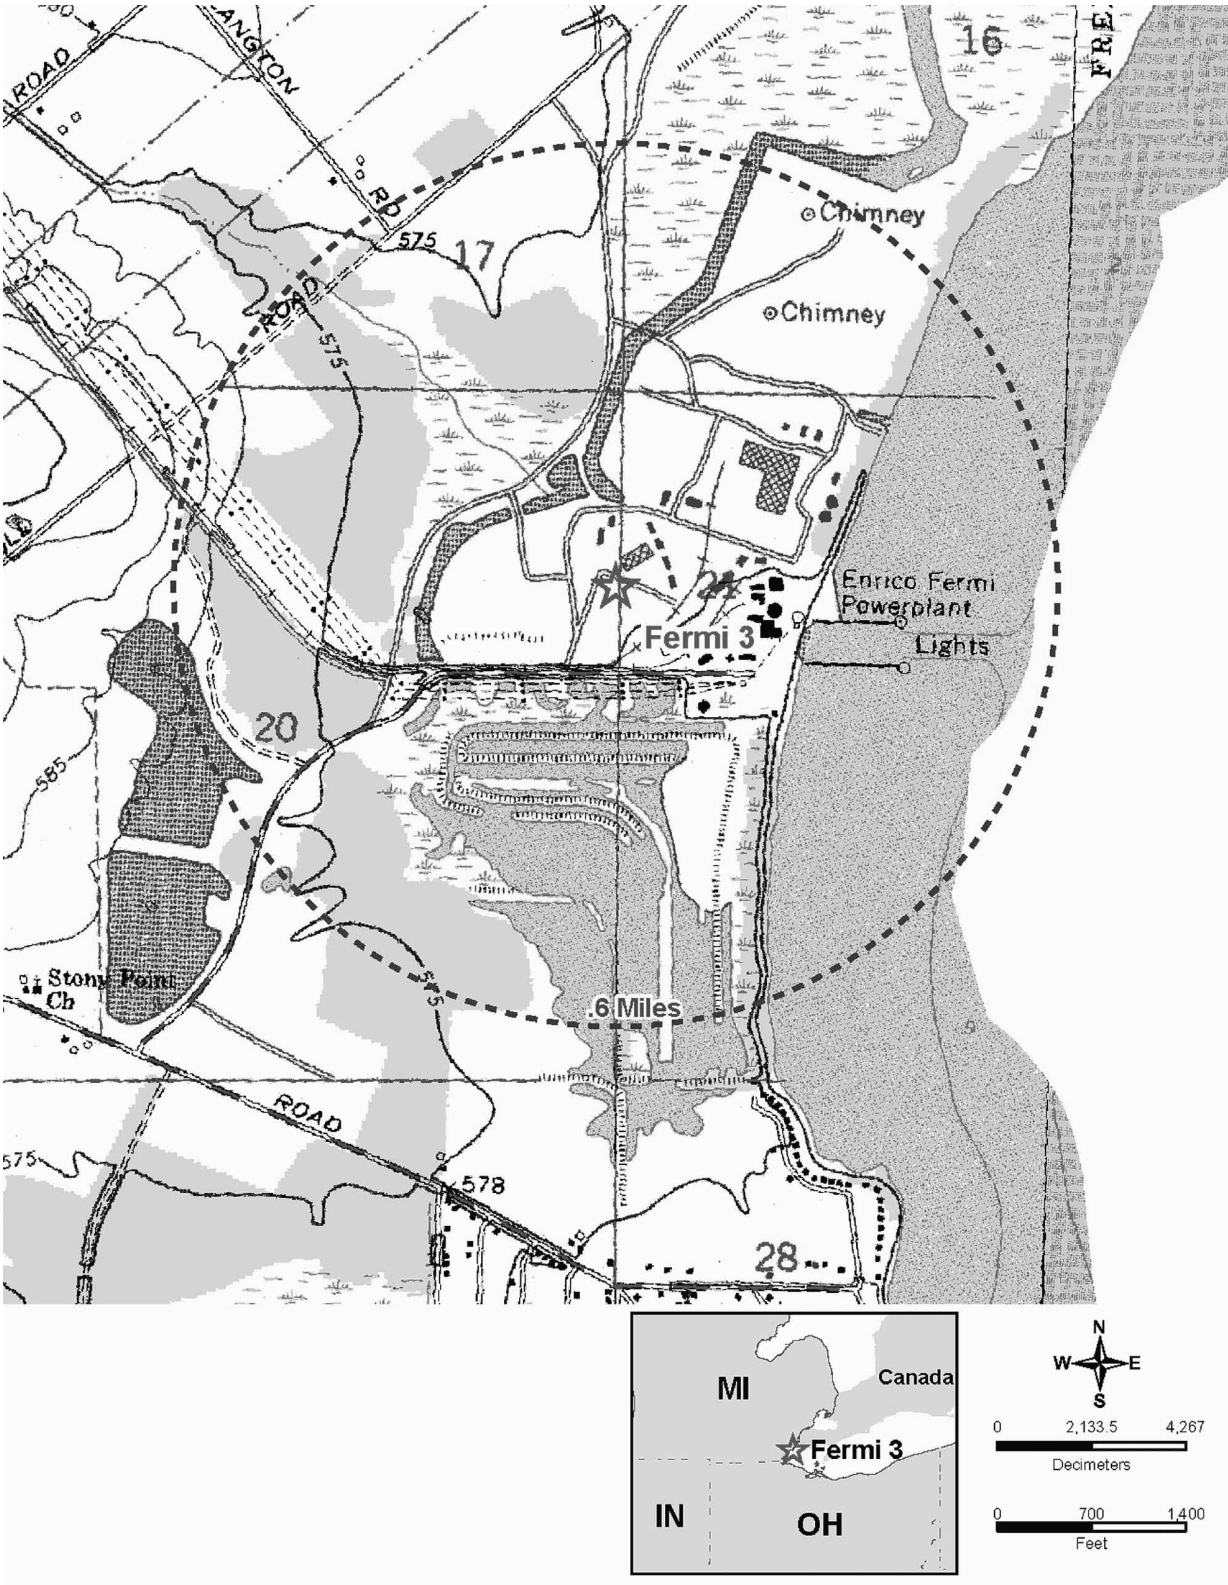 ROAD
LANGTON
RD
16
FRE
575
17
Chimney
ROAD
Chimney
575
Enrico Fermi
Powerplant
21
Fermi 3
Lights
20
585
Stony Point
Ch
575
.6 Miles
9
ROAD
575
578
28
MI
Canada
Fermi 3
IN
OH
N
W E
S
0 2,133.5 4,267
Decimeters
0 700 1,400
Feet